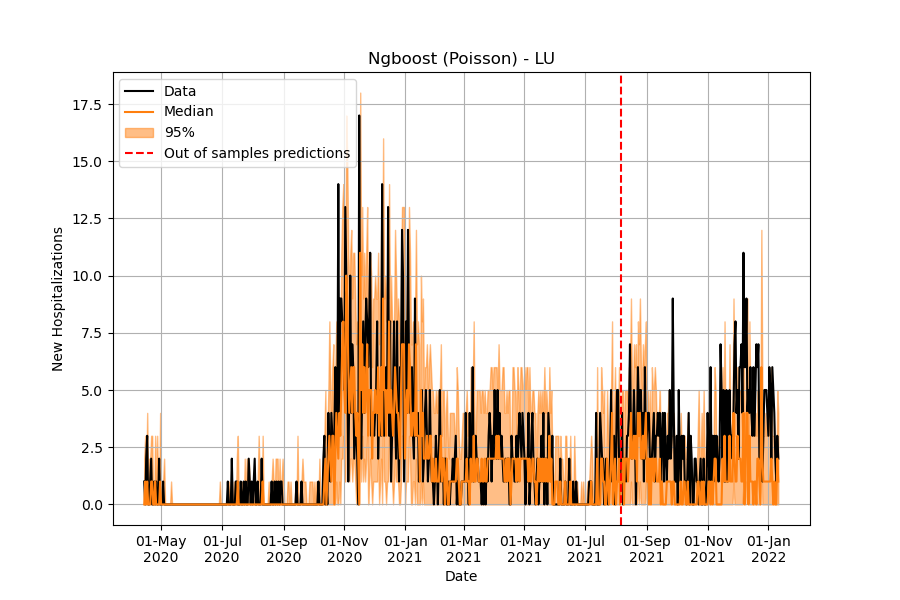 Ngboost (Poisson) - LU
Data
Median
95%
Out of samples predictions
New Hospitalizations
17.5
15.0
12.5
10.0
7.5
5.0
2.5
0.0
01-May 01-Jul 01-Sep 01-Nov 01-Jan 01-Mar 01-May 01-Jul 01-Sep 01-Nov 01-Jan
2020 2020 2020 2020 2021 2021 2021 2021 2021 2021 2022
Date